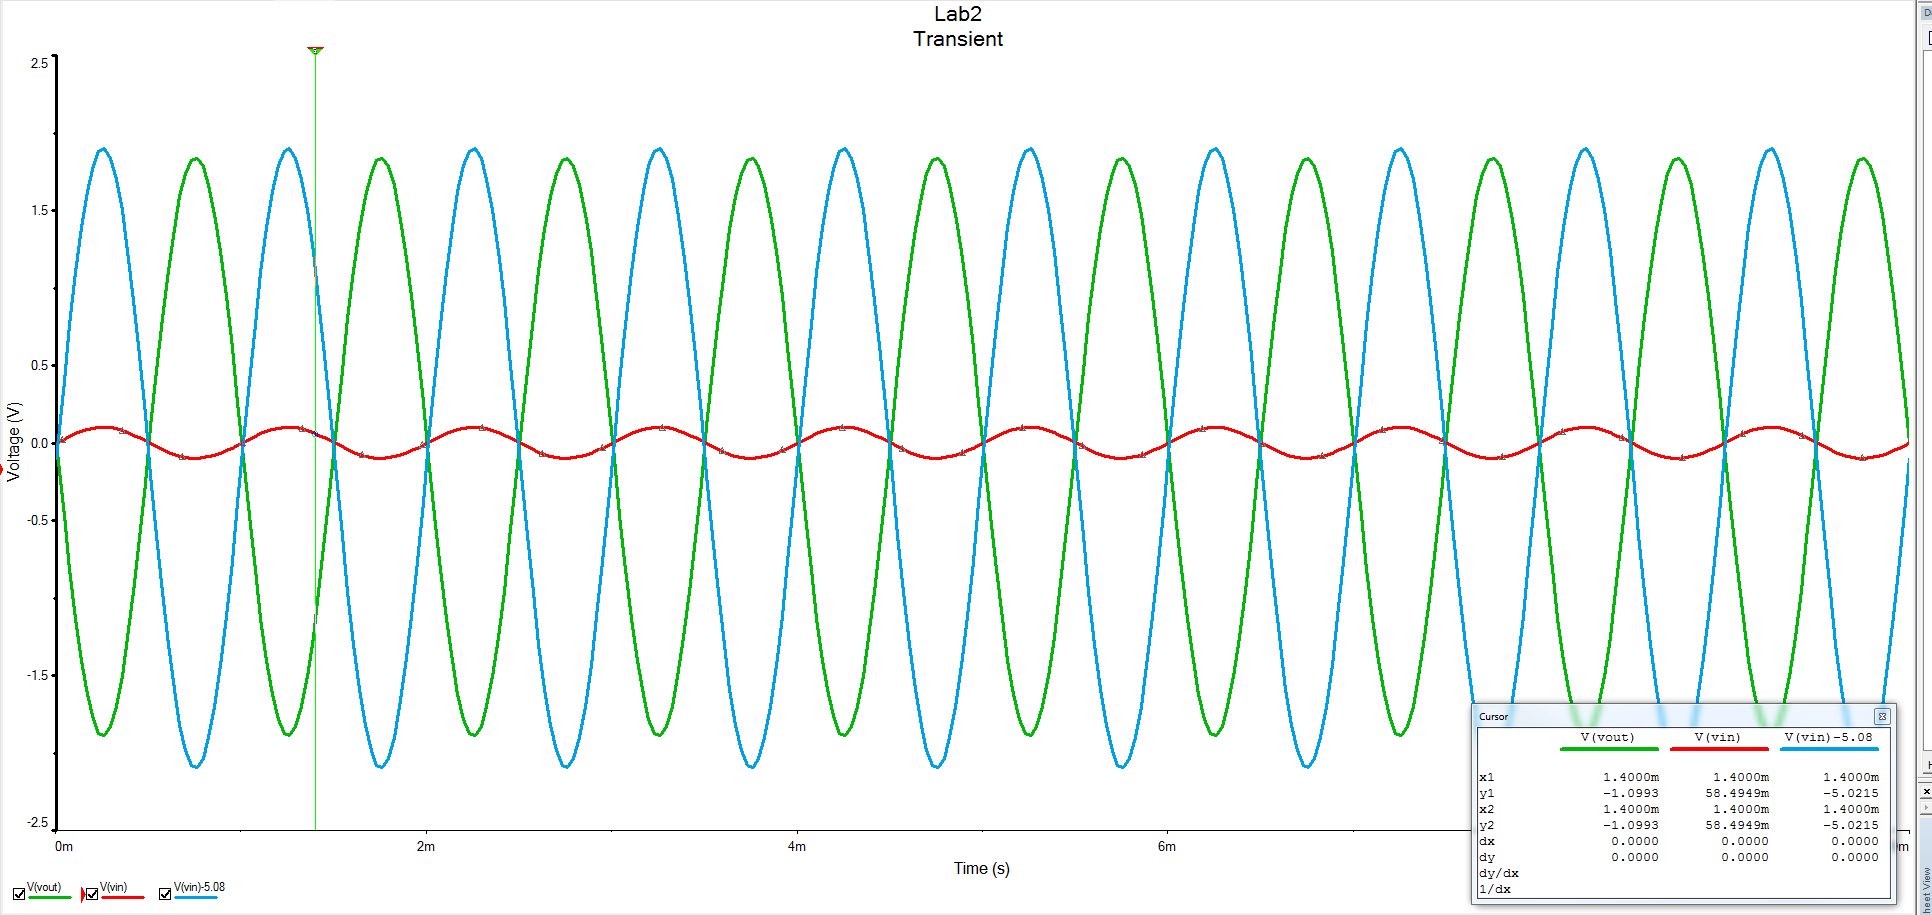 Lab2
Transient
2.5
1.5
0.5
0.0
-0.5
-1.5
-2.5
Voltage (V)
0m
2m
4m
6m
Time (s)
V(vout)
V(vin)
V(vin)-5.08
Cursor
V(vout) V(vin) V(vin)-5.08
x1 1.4000m 1.4000m 1.4000m
y1 -1.0993 58.4949m -5.0215
x2 1.4000m 1.4000m 1.4000m
y2 -1.0993 58.4949m -5.0215
dx 0.0000 0.0000 0.0000
dy 0.0000 0.0000 0.0000
dy/dx
1/dx
heet View